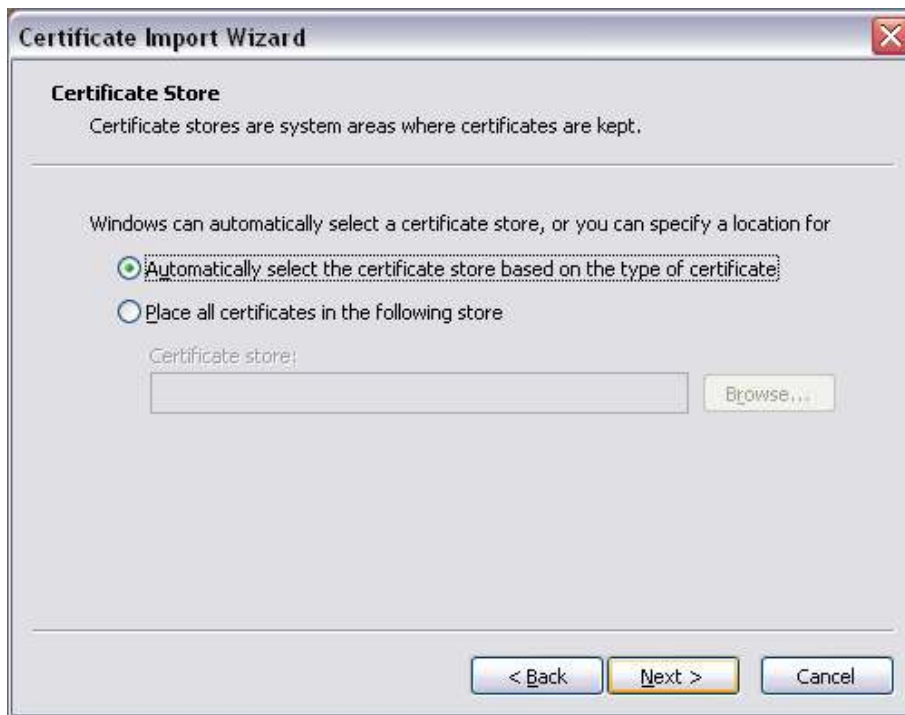 Certificate Import Wizard
Certificate Store
Certificate stores are system areas where certificates are kept.
Windows can automatically select a certificate store, or you can specify a location for
Automatically select the certificate store based on the type of certificate
Place all certificates in the following store
Certificate store:
Browse...
< Back Next > Cancel